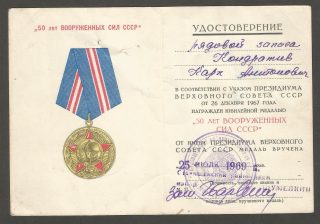 "50 лет ВООРУЖЕННЫХ СИЛ СССР"
УДОСТОВЕРЕНИЕ
рядовой запаса
Кондратив
Карп
В СООТВЕТСТВИИ С УКАЗОМ ПРЕЗИДИУМА
ВЕРХОВНОГО СОВЕТА СССР
ОТ 26 ДЕКАБРЯ 1967 ГОДА
НАГРАЖДЕН ЮБИЛЕЙНОЙ МЕДАЛЬЮ
"50 ЛЕТ ВООРУЖЕННЫХ
СИЛ СССР"
ОТ ИМЕНИ ПРЕЗИДИУМА ВЕРХОВНОГО
СОВЕТА СССР МЕДАЛЬ ВРУЧЕНА
25 ИЮЛЯ 1969 г.